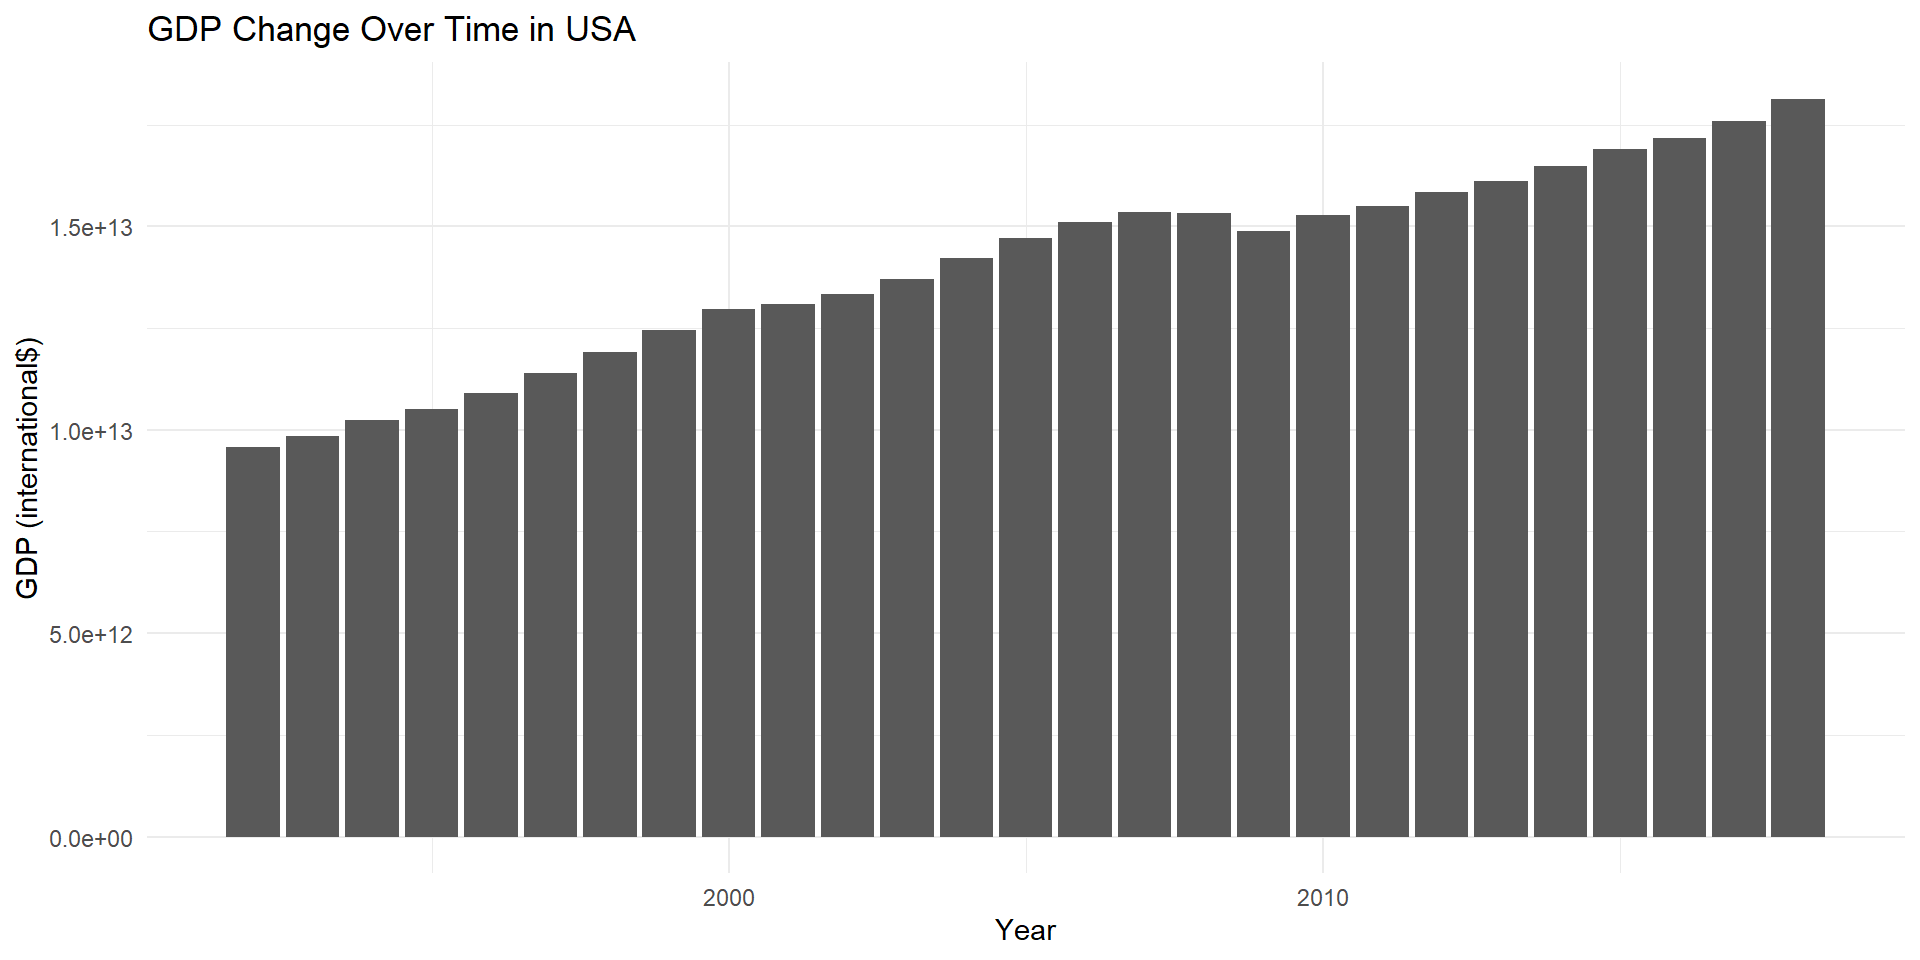 GDP Change Over Time in USA
GDP (international$)
1.5e+13
1.0e+13
5.0e+12
0.0e+00
2000
2010
Year